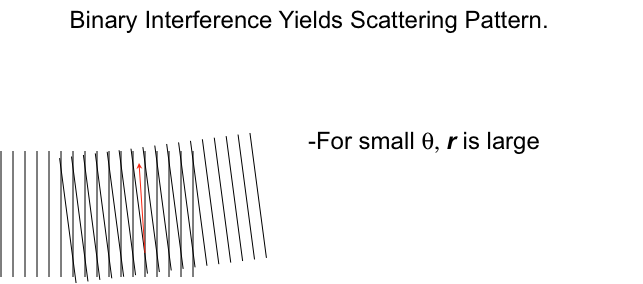 Binary Interference Yields Scattering Pattern.
-For small θ, r is large